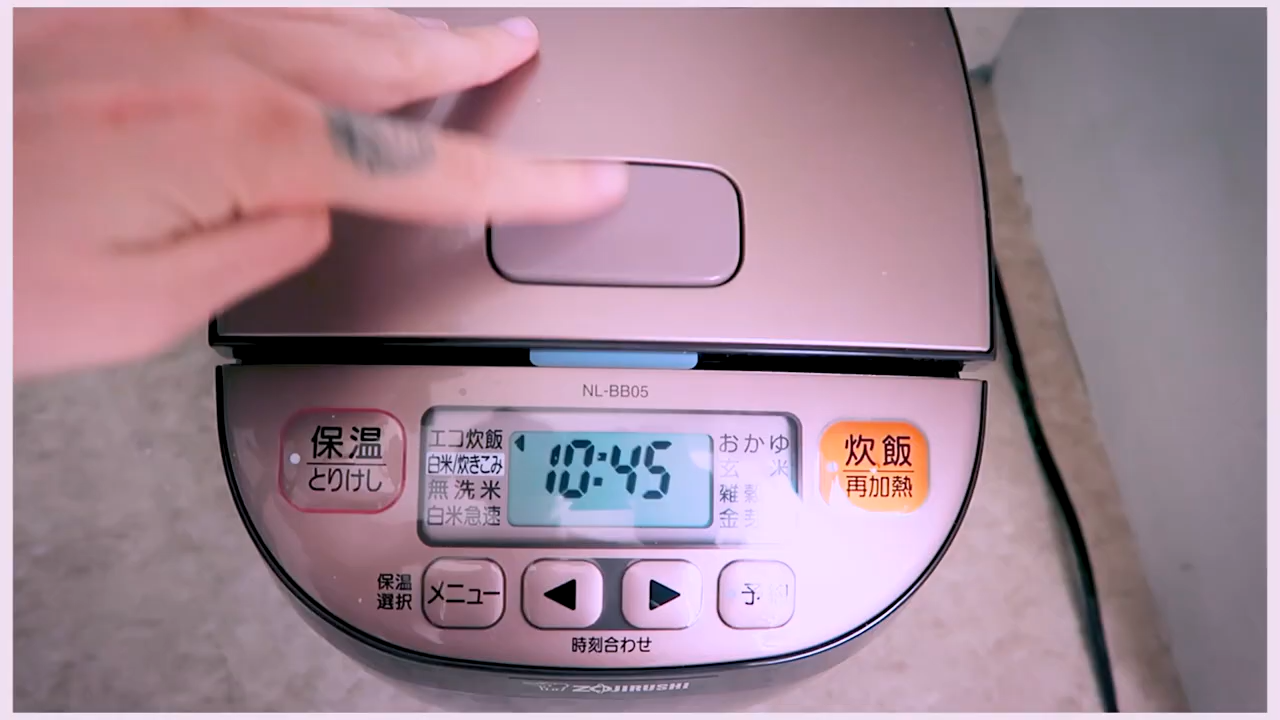 NL-BB05
保温
とりけし
エコ炊飯
白米/炊きこみ
無洗米
白米急速
10:45
おかゆ
玄 米
炊飯
再加熱
保温
選択
メニュー
時刻合わせ
ZOJIRUSHI